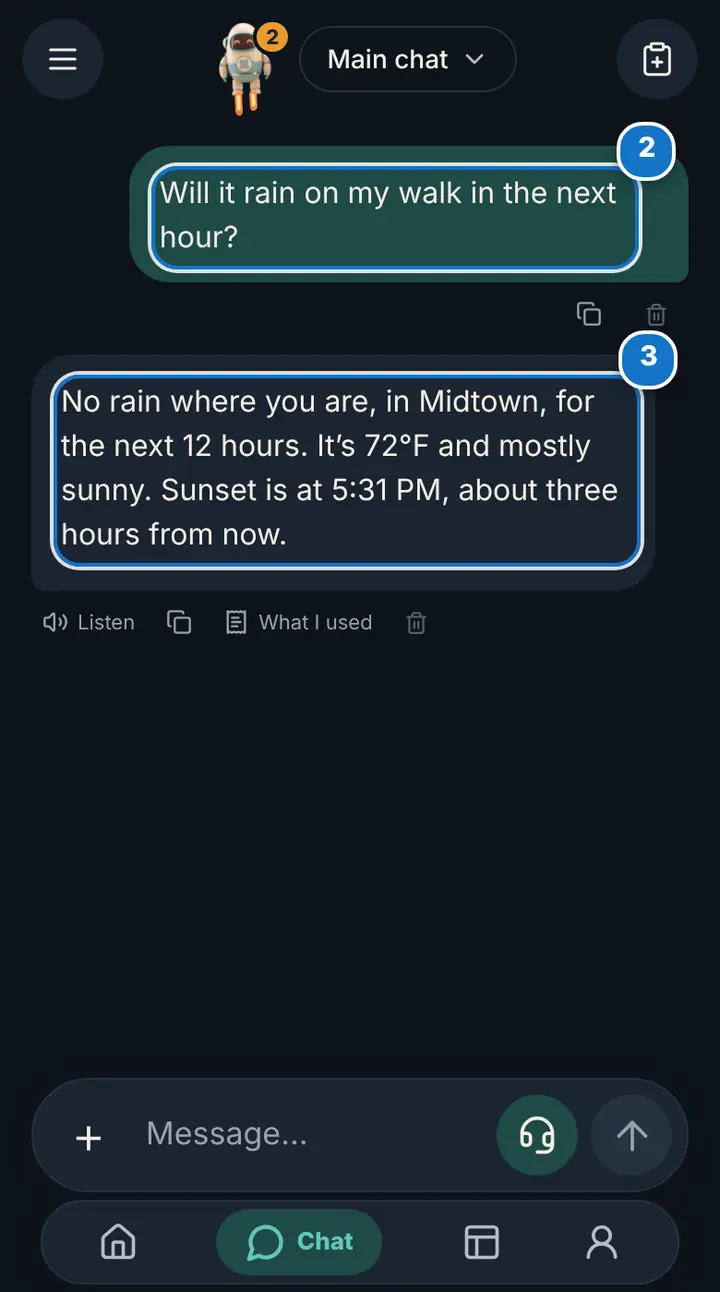 2
Main chat
2
Will it rain on my walk in the next
hour?
3
No rain where you are, in Midtown, for
the next 12 hours. It’s 72°F and mostly
sunny. Sunset is at 5:31 PM, about three
hours from now.
Listen
What I used
Message...
Chat